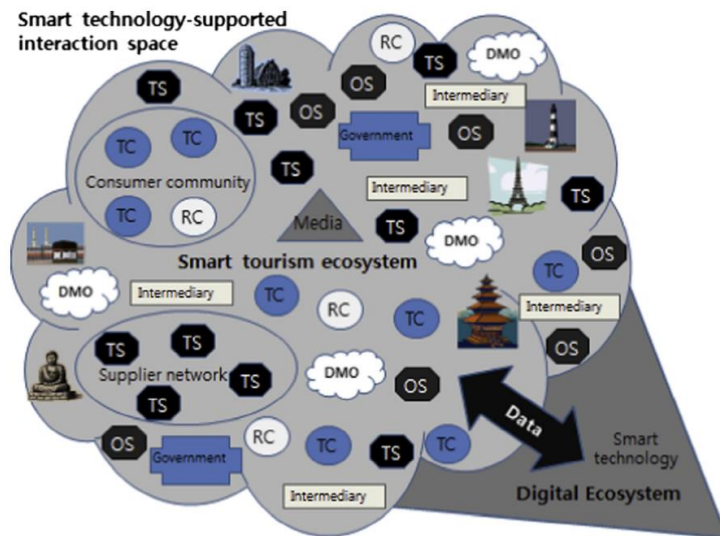 Smart technology-supported
interaction space
RC
TS
DMO
TS
OS
Intermediary
TS
OS
Government
OS
TC
TC
TS
Consumer community
Intermediary
TS
TC
RC
Media
TS
DMO
OS
Smart tourism ecosystem
TC
DMO
Intermediary
TC
RC
TC
Intermediary
TS
TS
OS
Supplier network
TS
DMO
OS
TS
Data
OS
Government
RC
TC
TS
TC
Smart
technology
Intermediary
Digital Ecosystem